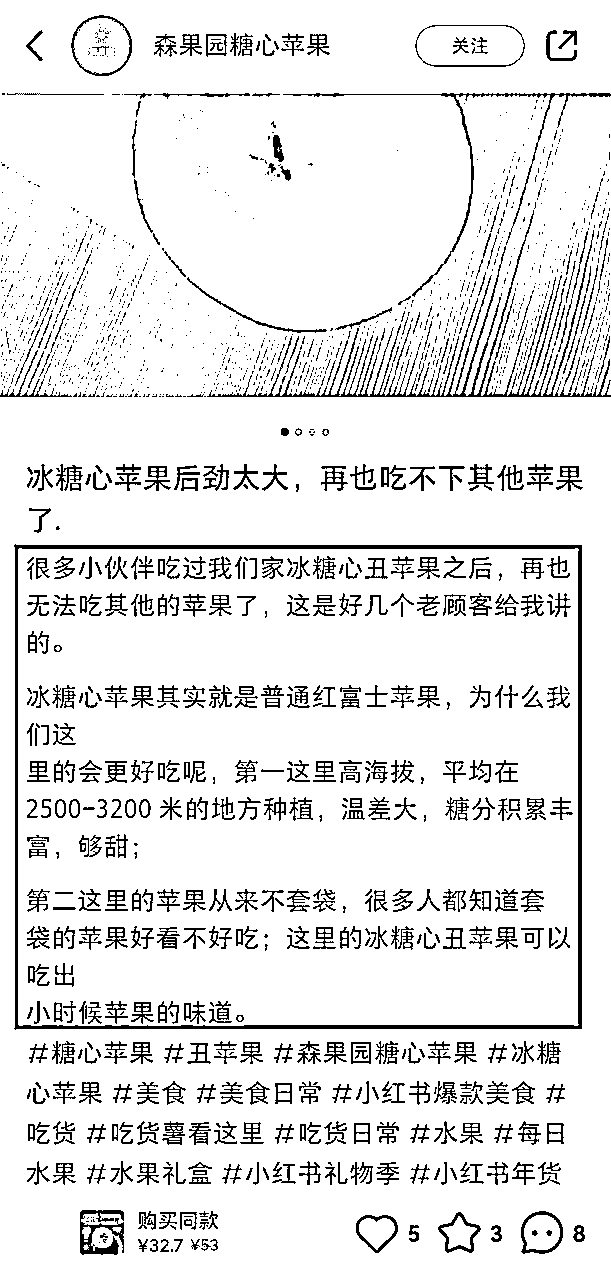 森果园糖心苹果
关注
冰糖心苹果后劲太大，再也吃不下其他苹果
了.
很多小伙伴吃过我们家冰糖心丑苹果之后，再也
无法吃其他的苹果了，这是好几个老顾客给我讲
的。
冰糖心苹果其实就是普通红富士苹果，为什么我
们这
里的会更好吃呢，第一这里高海拔，平均在
2500-3200 米的地方种植，温差大，糖分积累丰
富，够甜；
第二这里的苹果从来不套袋，很多人都知道套
袋的苹果好看不好吃；这里的冰糖心丑苹果可以
吃出
小时候苹果的味道。
#糖心苹果 #丑苹果 #森果园糖心苹果 #冰糖
心苹果 #美食 #美食日常 #小红书爆款美食 #
吃货 #吃货薯看这里 #吃货日常 #水果 #每日
水果 #水果礼盒 #小红书礼物季 #小红书年货
购买同款
¥32.7 ¥53
5
3
8